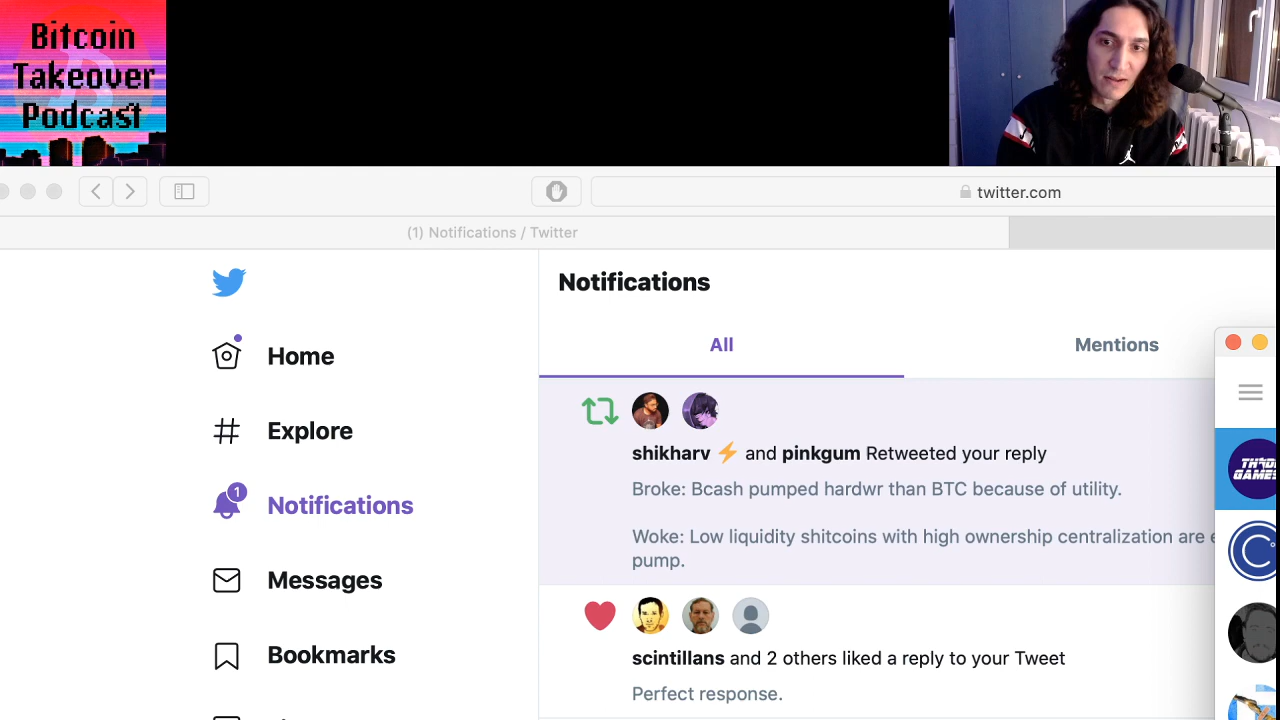 Bitcoin
Takeover
Podcast
twitter.com
(1) Notifications / Twitter
Notifications
All
Mentions
Home
Explore
1
Notifications
Messages
Bookmarks
shikharv ⚡ and pinkgum Retweeted your reply
Broke: Bcash pumped hardwr than BTC because of utility.
Woke: Low liquidity shitcoins with high ownership centralization are
pump.
scintillans and 2 others liked a reply to your Tweet
Perfect response.
GAMES